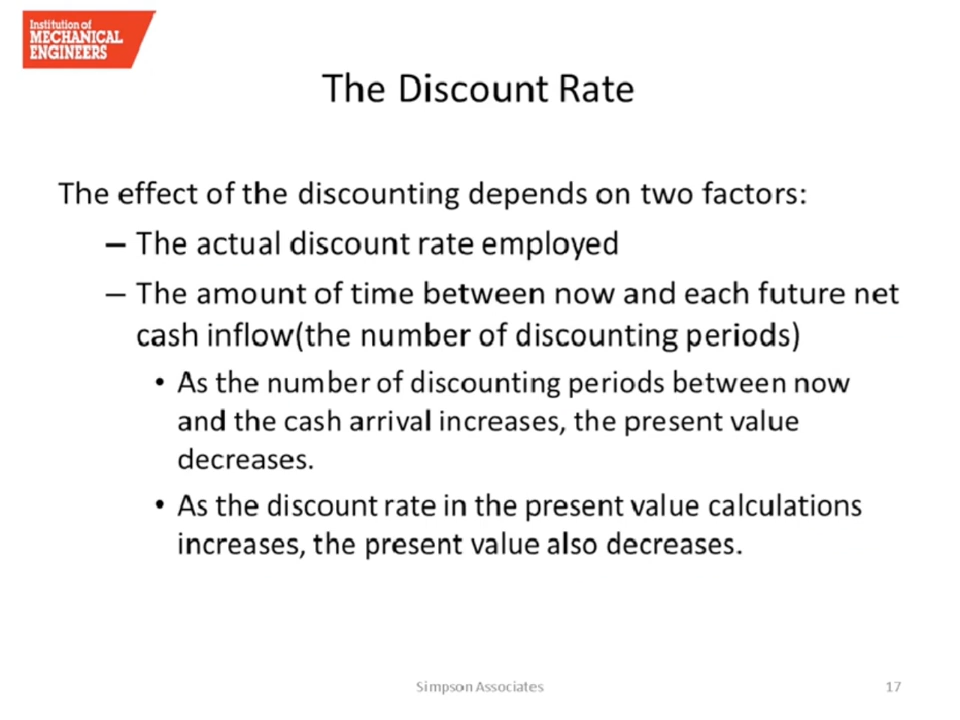 Institution of
MECHANICAL
ENGINEERS
The Discount Rate
The effect of the discounting depends on two factors:
– The actual discount rate employed
– The amount of time between now and each future net
cash inflow(the number of discounting periods)
• As the number of discounting periods between now
and the cash arrival increases, the present value
decreases.
• As the discount rate in the present value calculations
increases, the present value also decreases.
Simpson Associates
17